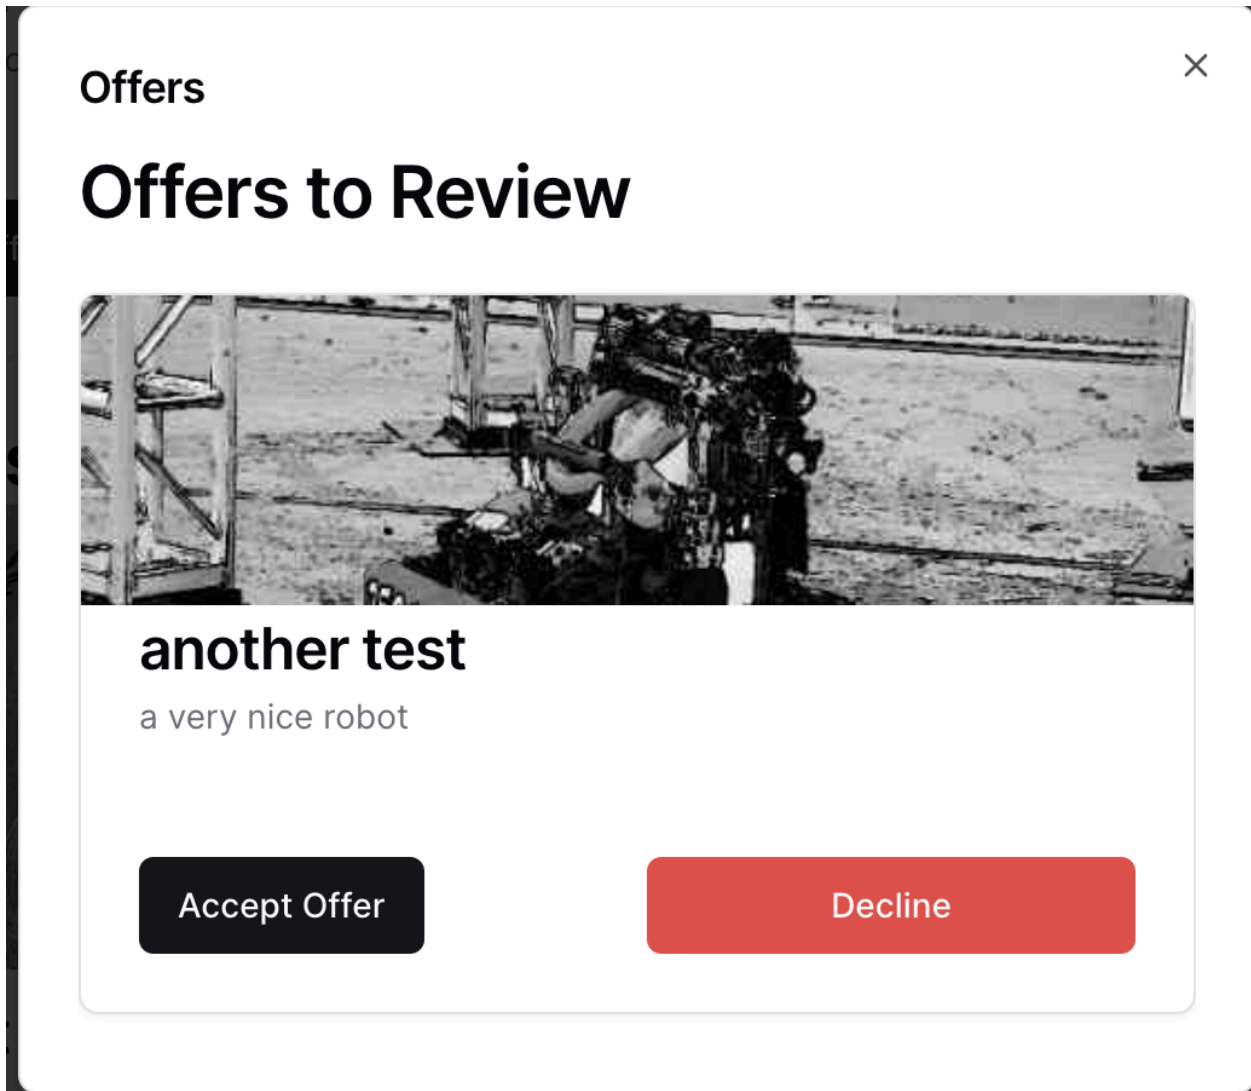 Offers
Offers to Review
another test
a very nice robot
Accept Offer
Decline